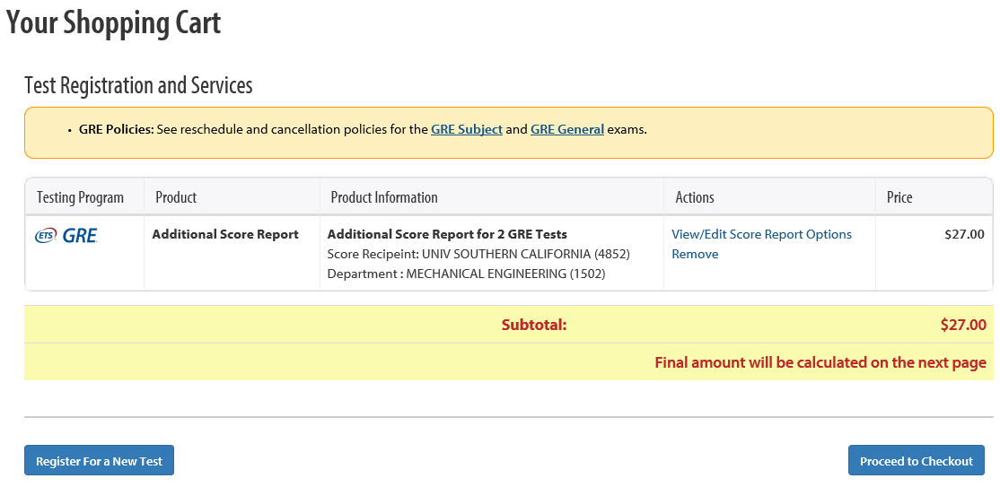 Your Shopping Cart
Test Registration and Services
• GRE Policies: See reschedule and cancellation policies for the GRE Subject and GRE General exams.
Testing Program Product Product Information Actions Price
ETS GRE Additional Score Report Additional Score Report for 2 GRE Tests View/Edit Score Report Options $27.00
Score Recipeint: UNIV SOUTHERN CALIFORNIA (4852) Remove
Department : MECHANICAL ENGINEERING (1502)
Subtotal: $27.00
Final amount will be calculated on the next page
Register For a New Test Proceed to Checkout